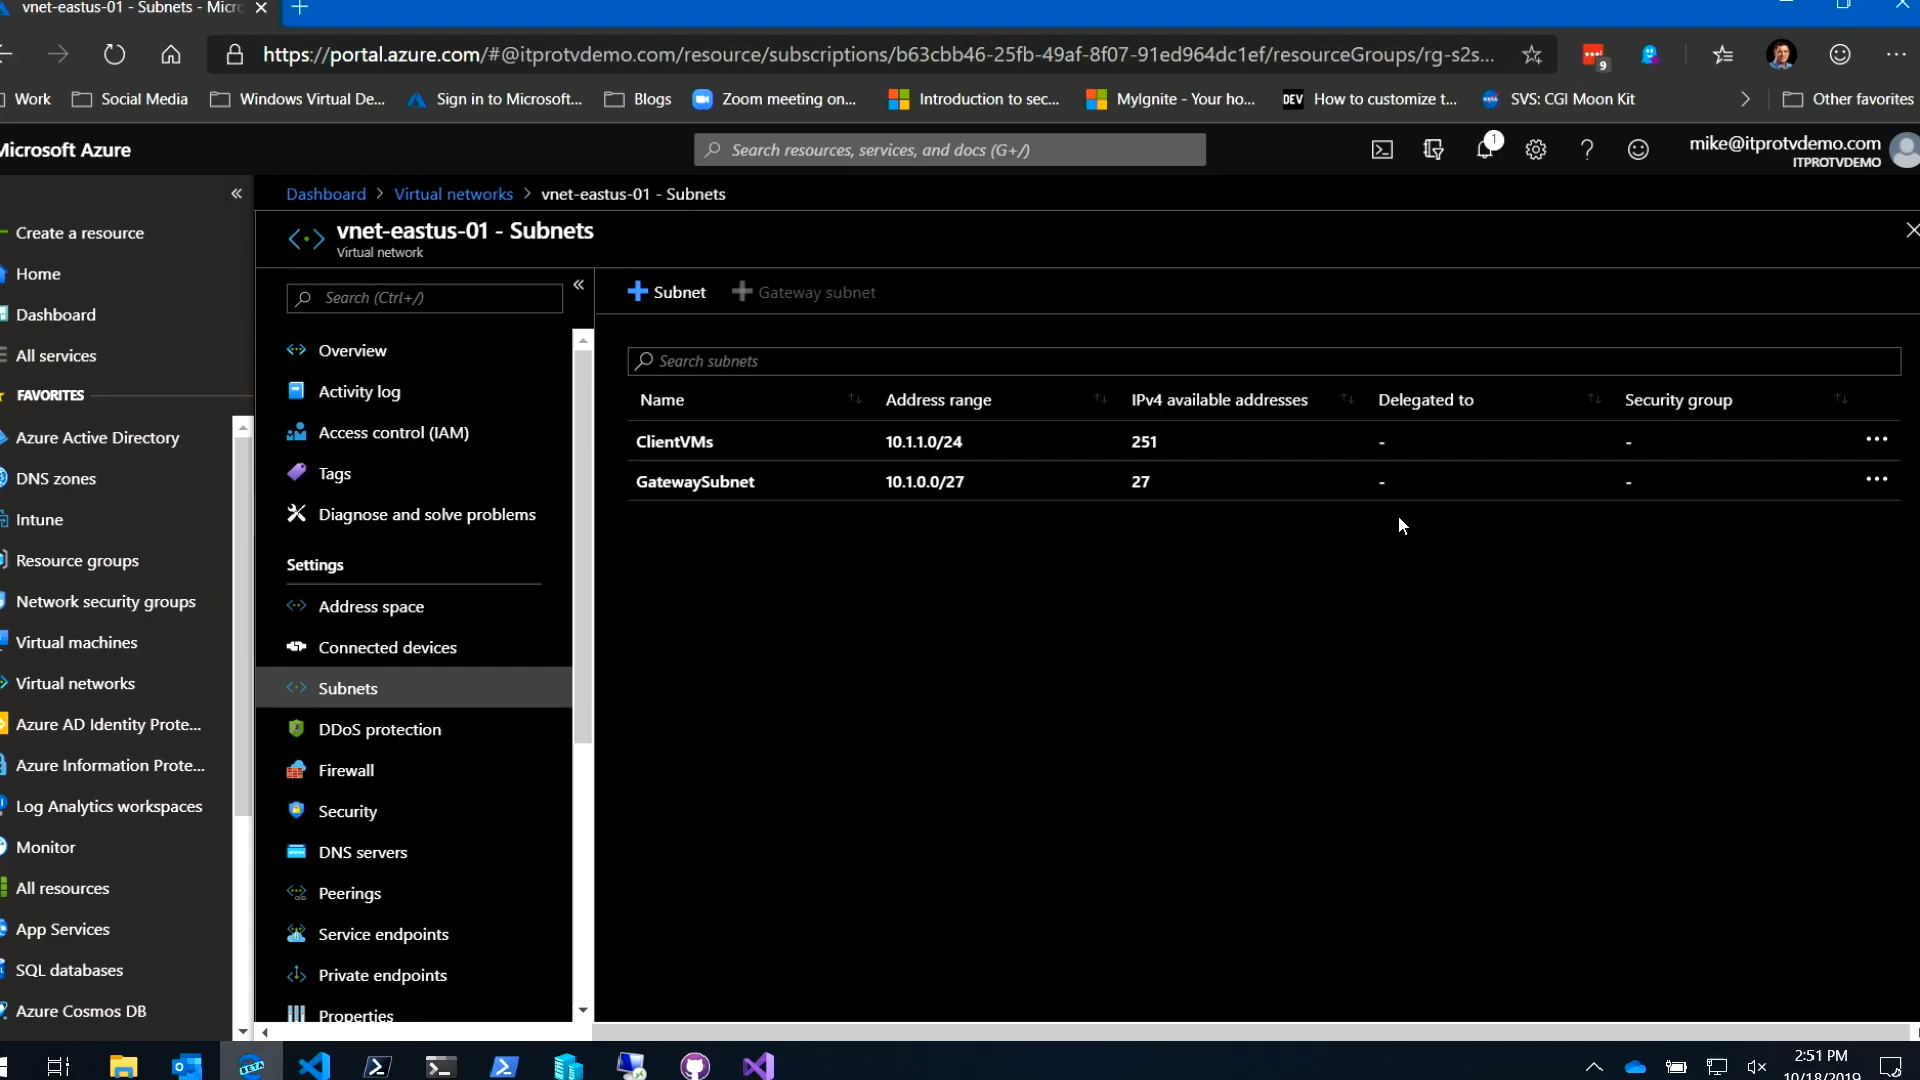 vnet-eastus-01 - Subnets - Micr
https://portal.azure.com/#@itprotvdemo.com/resource/subscriptions/b63cbb46-25fb-49af-8f07-91ed964dc1ef/resourceGroups/rg-s2s...
9
Work
Social Media
Windows Virtual De...
Sign in to Microsoft...
Blogs
Zoom meeting on...
Introduction to sec...
MyIgnite - Your ho...
DEV
How to customize t...
SVS: CGI Moon Kit
Other favorites
Microsoft Azure
Search resources, services, and docs (G+/)
1
mike@itprotvdemo.com
ITPROTVDEMO
Dashboard > Virtual networks > vnet-eastus-01 - Subnets
vnet-eastus-01 - Subnets
Virtual network
Create a resource
Home
Dashboard
All services
FAVORITES
Azure Active Directory
DNS zones
Intune
Resource groups
Network security groups
Virtual machines
Virtual networks
Azure AD Identity Prote...
Azure Information Prote...
Log Analytics workspaces
Monitor
All resources
App Services
SQL databases
Azure Cosmos DB
Search (Ctrl+/)
Overview
Activity log
Access control (IAM)
Tags
Diagnose and solve problems
Settings
Address space
Connected devices
Subnets
DDoS protection
Firewall
Security
DNS servers
Peerings
Service endpoints
Private endpoints
Properties
Subnet
Gateway subnet
Search subnets
Name Address range IPv4 available addresses Delegated to Security group
ClientVMs 10.1.1.0/24 251 - -
GatewaySubnet 10.1.0.0/27 27 - -
BETA
2:51 PM
10/18/2019